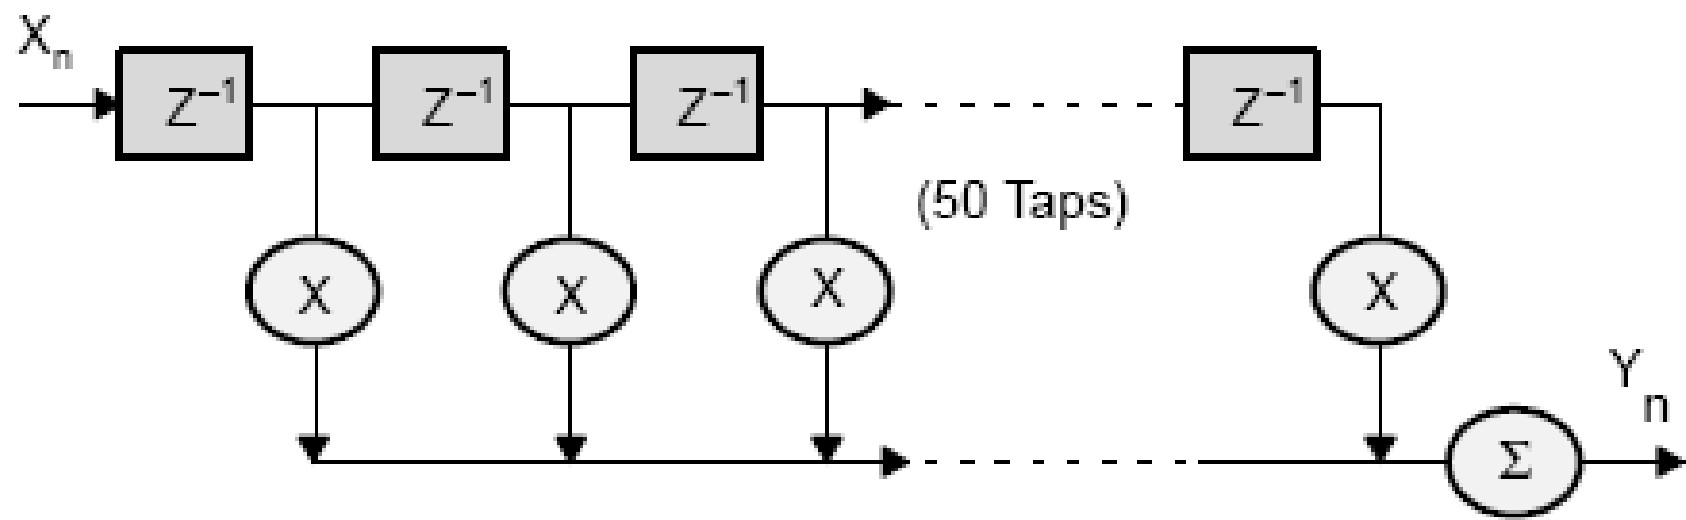 Xn
Z−1 Z−1 Z−1 Z−1
(50 Taps)
X X X X
Yn
Σ